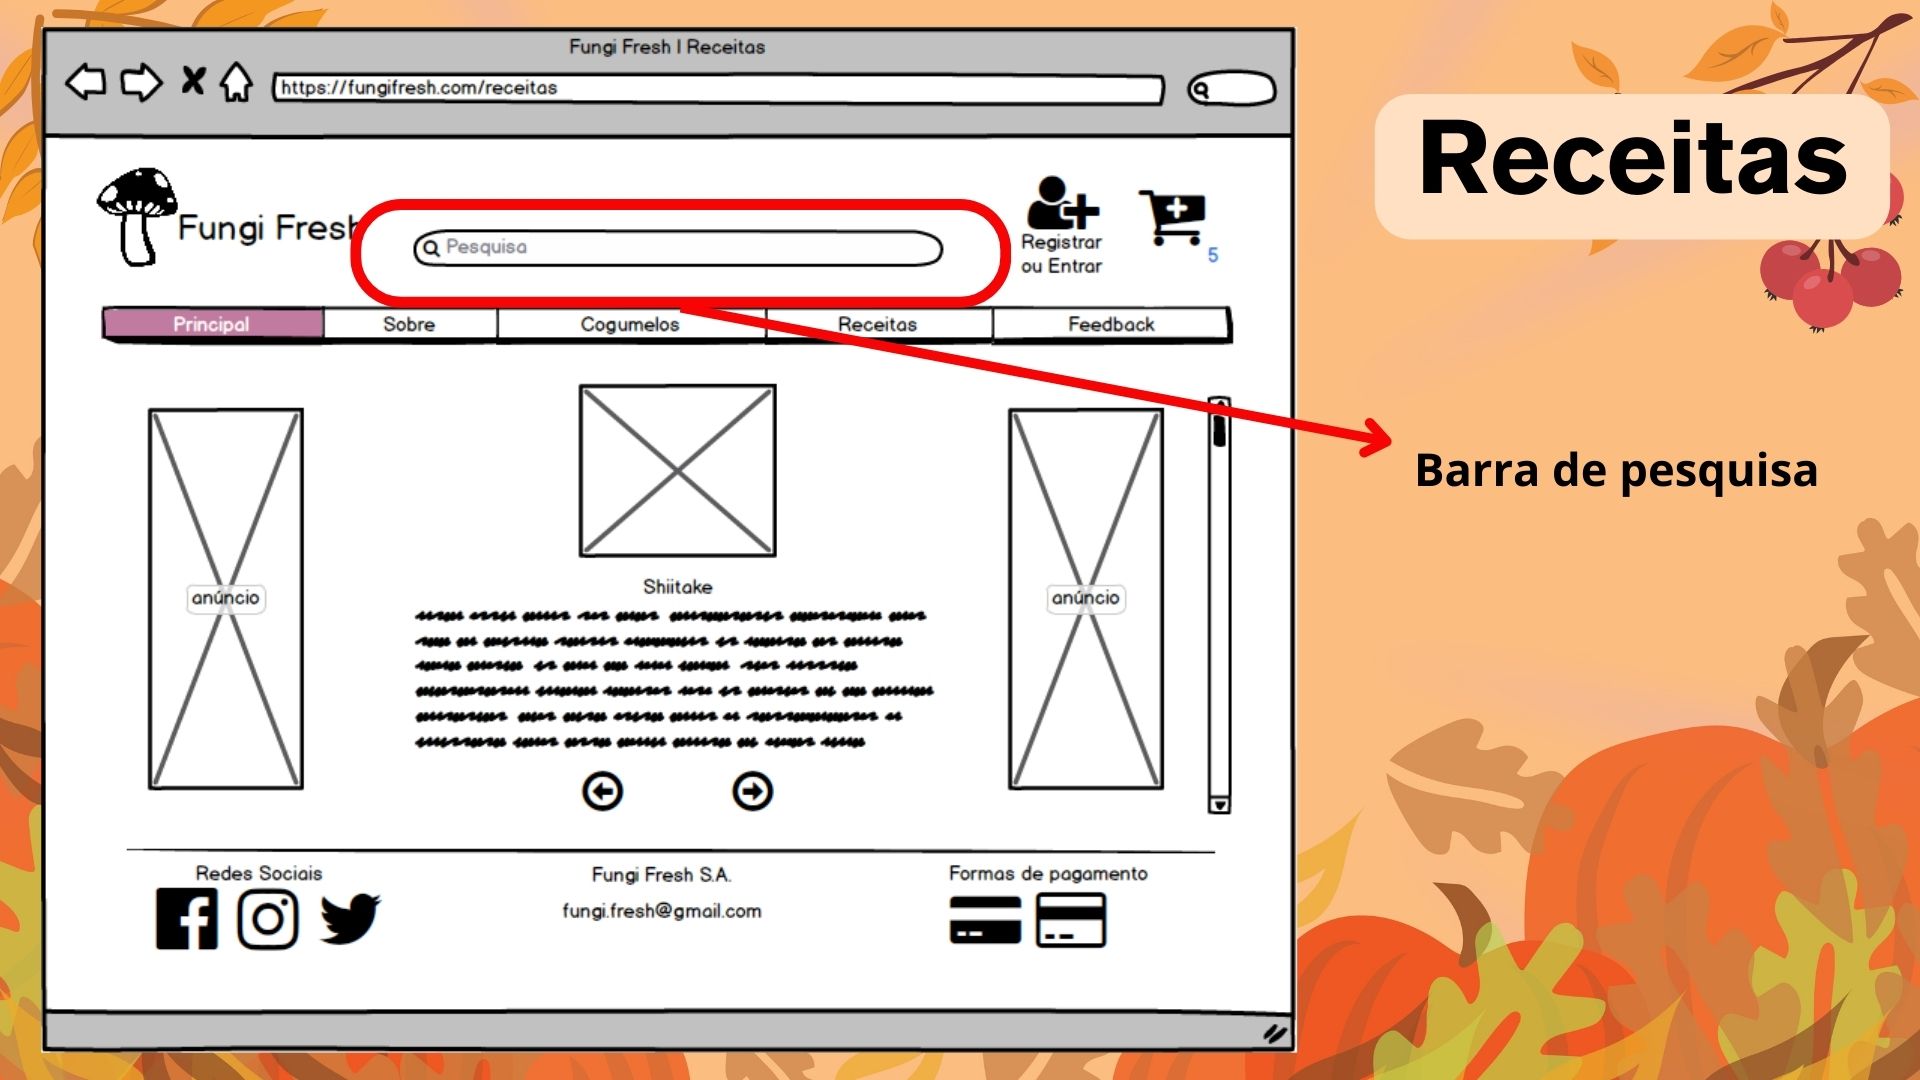 Fungi Fresh | Receitas
https://fungifresh.com/receitas
Receitas
Fungi Fresh
Pesquisa
Registrar
ou Entrar
5
Principal
Sobre
Cogumelos
Receitas
Feedback
Barra de pesquisa
anúncio
anúncio
Shiitake
Redes Sociais
Fungi Fresh S.A.
Formas de pagamento
fungi.fresh@gmail.com